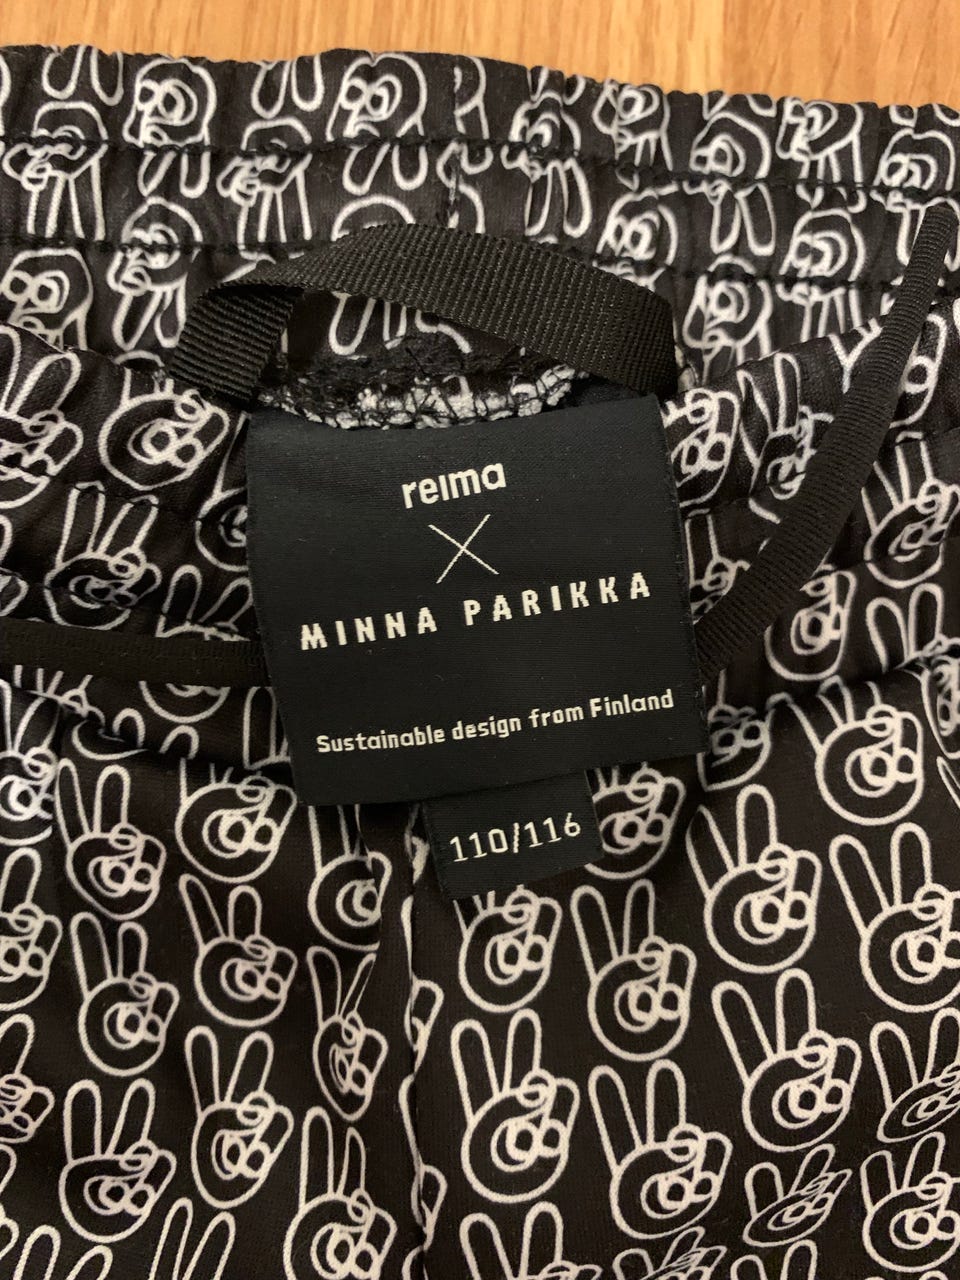 reima
X
MINNA PARIKKA
Sustainable design from Finland
110/116